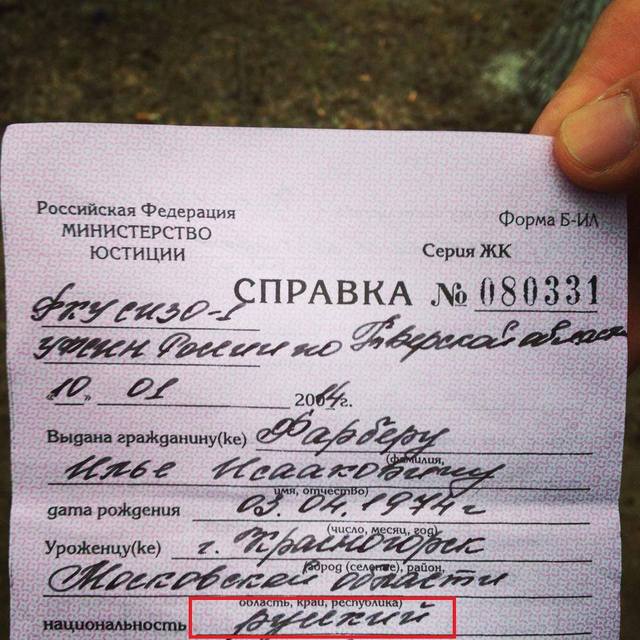 Российская Федерация
МИНИСТЕРСТВО
ЮСТИЦИИ
Форма Б-ИЛ
Серия ЖК
СПРАВКА № 080331
ФКУ СИЗО-1
УФСИН России по Тверской области
"10" 01 2014г.
Выдана гражданину(ке) Фарберу
(фамилия,
Илье Исааковичу
имя, отчество)
дата рождения 03.04.1974 г
(число, месяц, год)
Уроженцу(ке) г. Красногорск
(город (селение), район,
Московской области
область, край, республика)
национальность руцкий